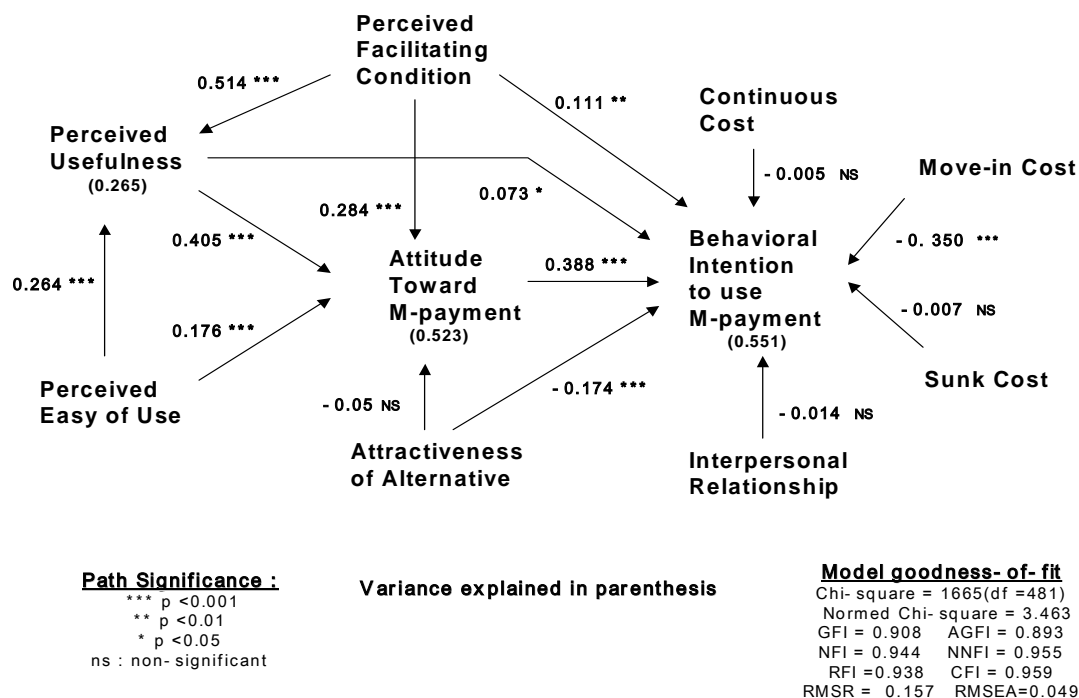 Perceived
Facilitating
Condition
0.514 ***
0.111 **
Continuous
Cost
Perceived
Usefulness
(0.265)
- 0.005 NS
Move-in Cost
0.073 *
0.284 ***
0.405 ***
Attitude
Toward
M-payment
(0.523)
0.388 ***
Behavioral
Intention
to use
M-payment
(0.551)
- 0. 350 ***
0.264 ***
- 0.007 NS
0.176 ***
Perceived
Easy of Use
- 0.05 NS
- 0.174 ***
Sunk Cost
- 0.014 NS
Attractiveness
of Alternative
Interpersonal
Relationship
Path Significance :
*** p <0.001
** p <0.01
* p <0.05
ns : non- significant
Variance explained in parenthesis
Model goodness- of- fit
Chi- square = 1665(df =481)
Normed Chi- square = 3.463
GFI = 0.908 AGFI = 0.893
NFI = 0.944 NNFI = 0.955
RFI =0.938 CFI = 0.959
RMSR = 0.157 RMSEA=0.049